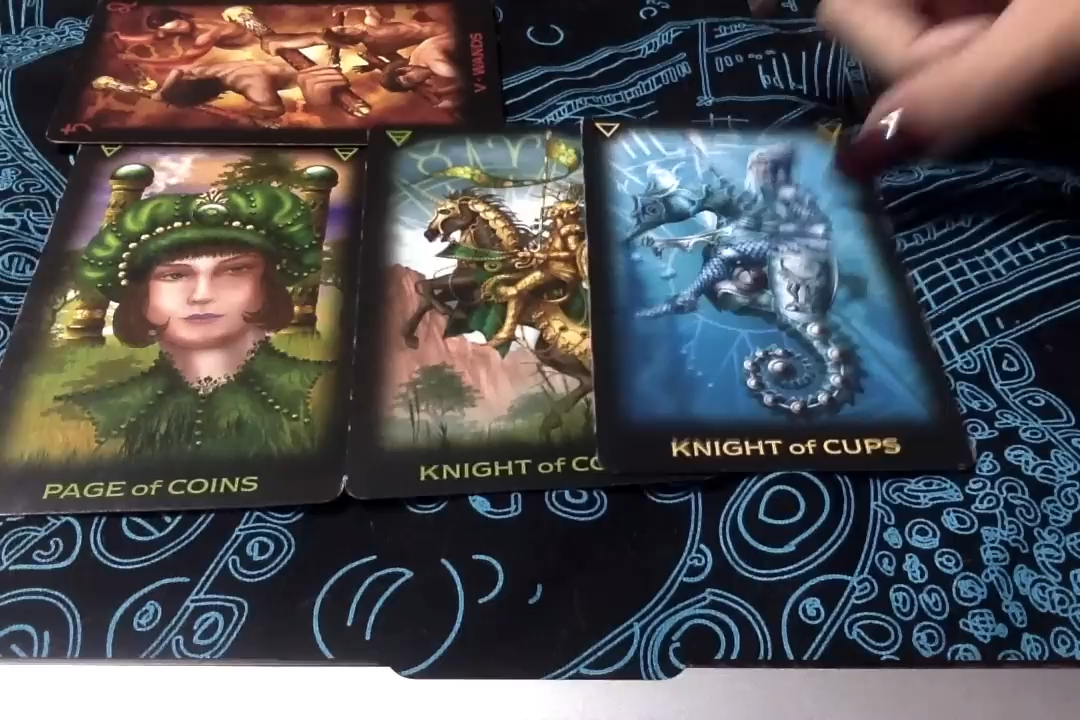 V · WANDS
PAGE of COINS
KNIGHT of CO
KNIGHT of CUPS